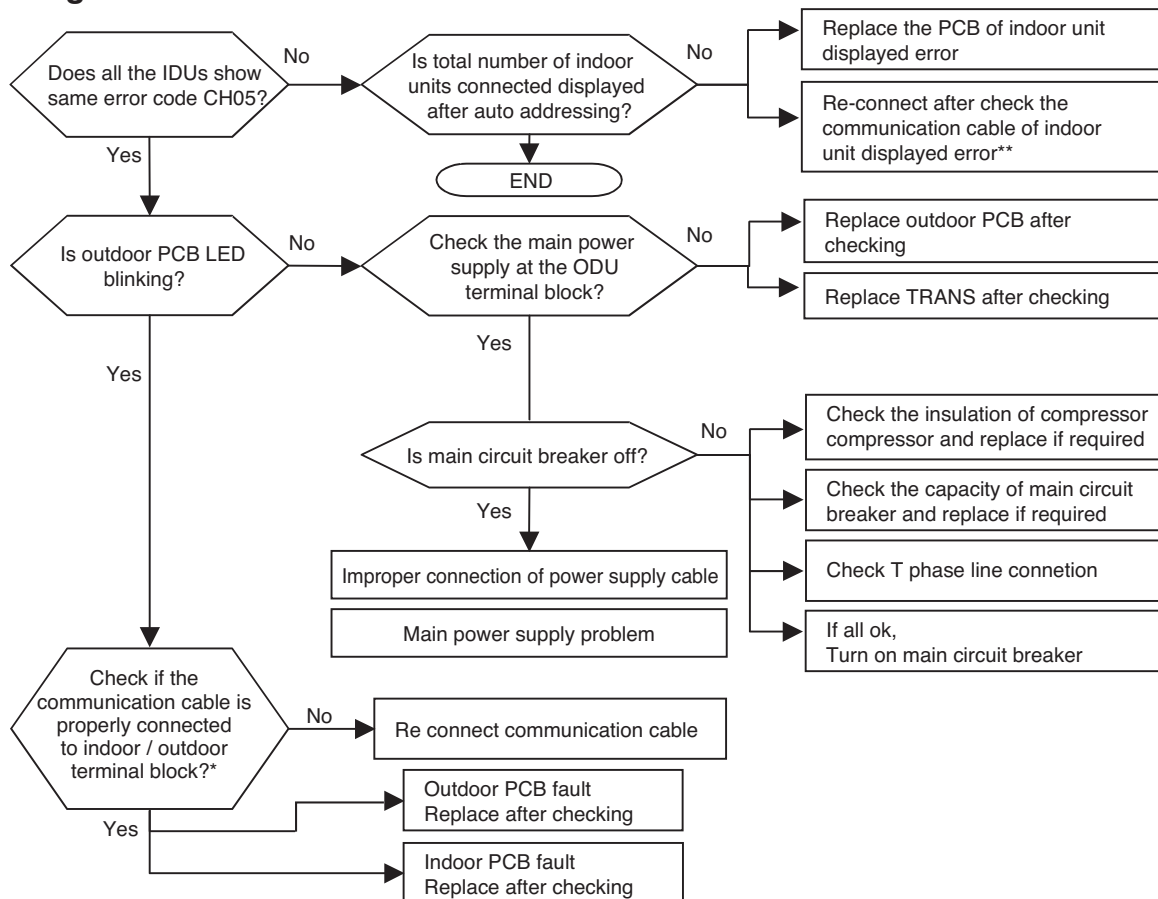 No
Does all the IDUs show
same error code CH05?
Is total number of indoor
units connected displayed
after auto addressing?
No
Replace the PCB of indoor unit
displayed error
Re-connect after check the
communication cable of indoor
unit displayed error**
Yes
END
Is outdoor PCB LED
blinking?
No
Check the main power
supply at the ODU
terminal block?
No
Replace outdoor PCB after
checking
Replace TRANS after checking
Yes
Yes
Is main circuit breaker off?
No
Check the insulation of compressor
compressor and replace if required
Check the capacity of main circuit
breaker and replace if required
Check T phase line connetion
If all ok,
Turn on main circuit breaker
Yes
Improper connection of power supply cable
Main power supply problem
Check if the
communication cable is
properly connected
to indoor / outdoor
terminal block?*
No
Re connect communication cable
Yes
Outdoor PCB fault
Replace after checking
Indoor PCB fault
Replace after checking